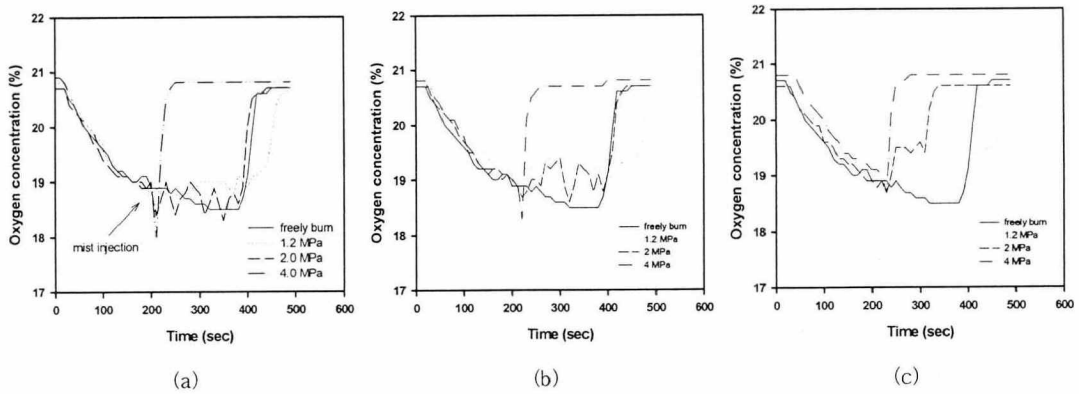 22
21
20
19
18
17
Oxygen concentration (%)
mist injection
freely burn
1.2 MPa
2.0 MPa
4.0 MPa
0 100 200 300 400 500 600
Time (sec)
(a)
22
21
20
19
18
17
Oxygen concentration (%)
freely burn
1.2 MPa
2 MPa
4 MPa
0 100 200 300 400 500 600
Time (sec)
(b)
22
21
20
19
18
17
Oxygen concentration (%)
freely burn
1.2 MPa
2 MPa
4 MPa
0 100 200 300 400 500 600
Time (sec)
(c)